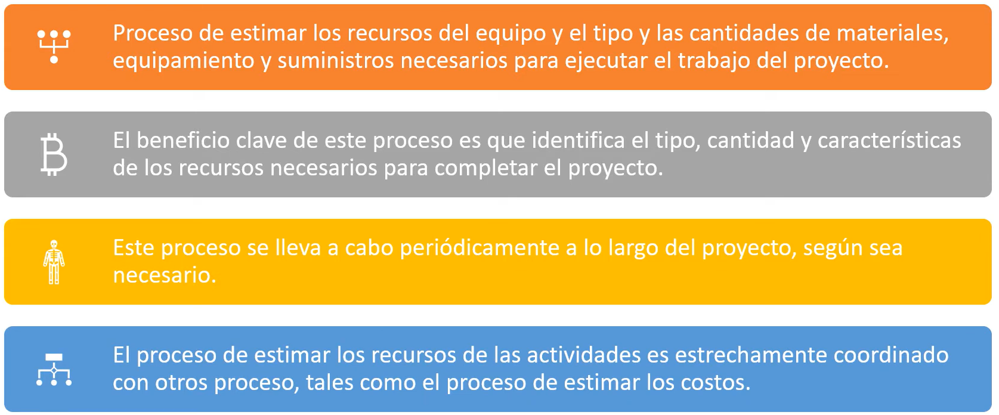 Proceso de estimar los recursos del equipo y el tipo y las cantidades de materiales,
equipamiento y suministros necesarios para ejecutar el trabajo del proyecto.
El beneficio clave de este proceso es que identifica el tipo, cantidad y características
de los recursos necesarios para completar el proyecto.
Este proceso se lleva a cabo periódicamente a lo largo del proyecto, según sea
necesario.
El proceso de estimar los recursos de las actividades es estrechamente coordinado
con otros proceso, tales como el proceso de estimar los costos.